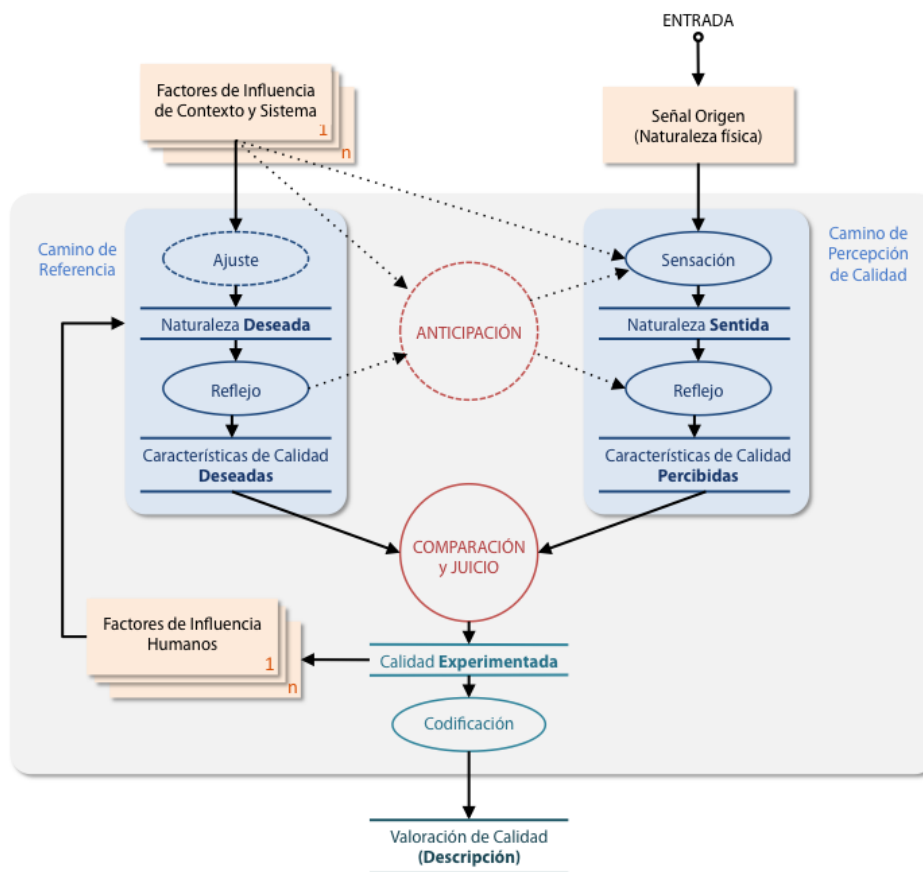 ENTRADA
Factores de Influencia
de Contexto y Sistema
1
n
Señal Origen
(Naturaleza física)
Camino de
Referencia
Ajuste
Naturaleza Deseada
Reflejo
Características de Calidad
Deseadas
ANTICIPACIÓN
Sensación
Naturaleza Sentida
Reflejo
Características de Calidad
Percibidas
Camino de
Percepción
de Calidad
COMPARACIÓN
y JUICIO
Factores de Influencia
Humanos
1
n
Calidad Experimentada
Codificación
Valoración de Calidad
(Descripción)